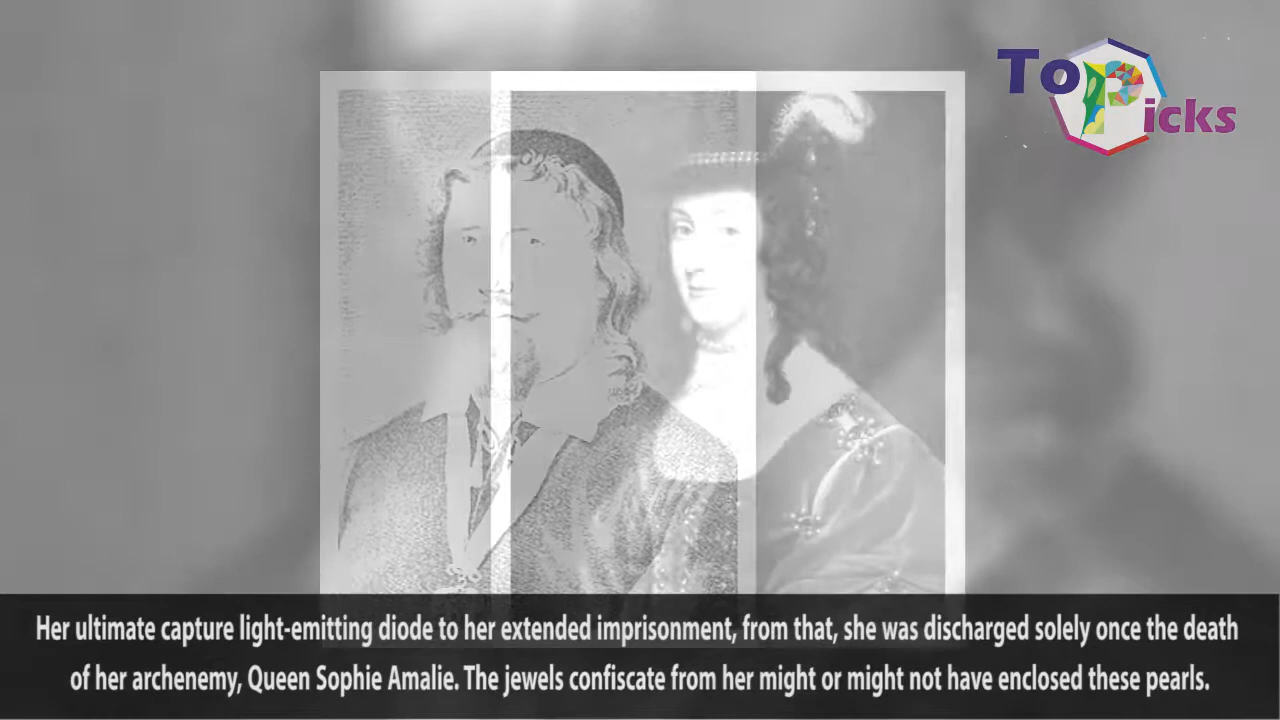 ToPicks
Her ultimate capture light-emitting diode to her extended imprisonment, from that, she was discharged solely once the death
of her archenemy, Queen Sophie Amalie. The jewels confiscate from her might or might not have enclosed these pearls.